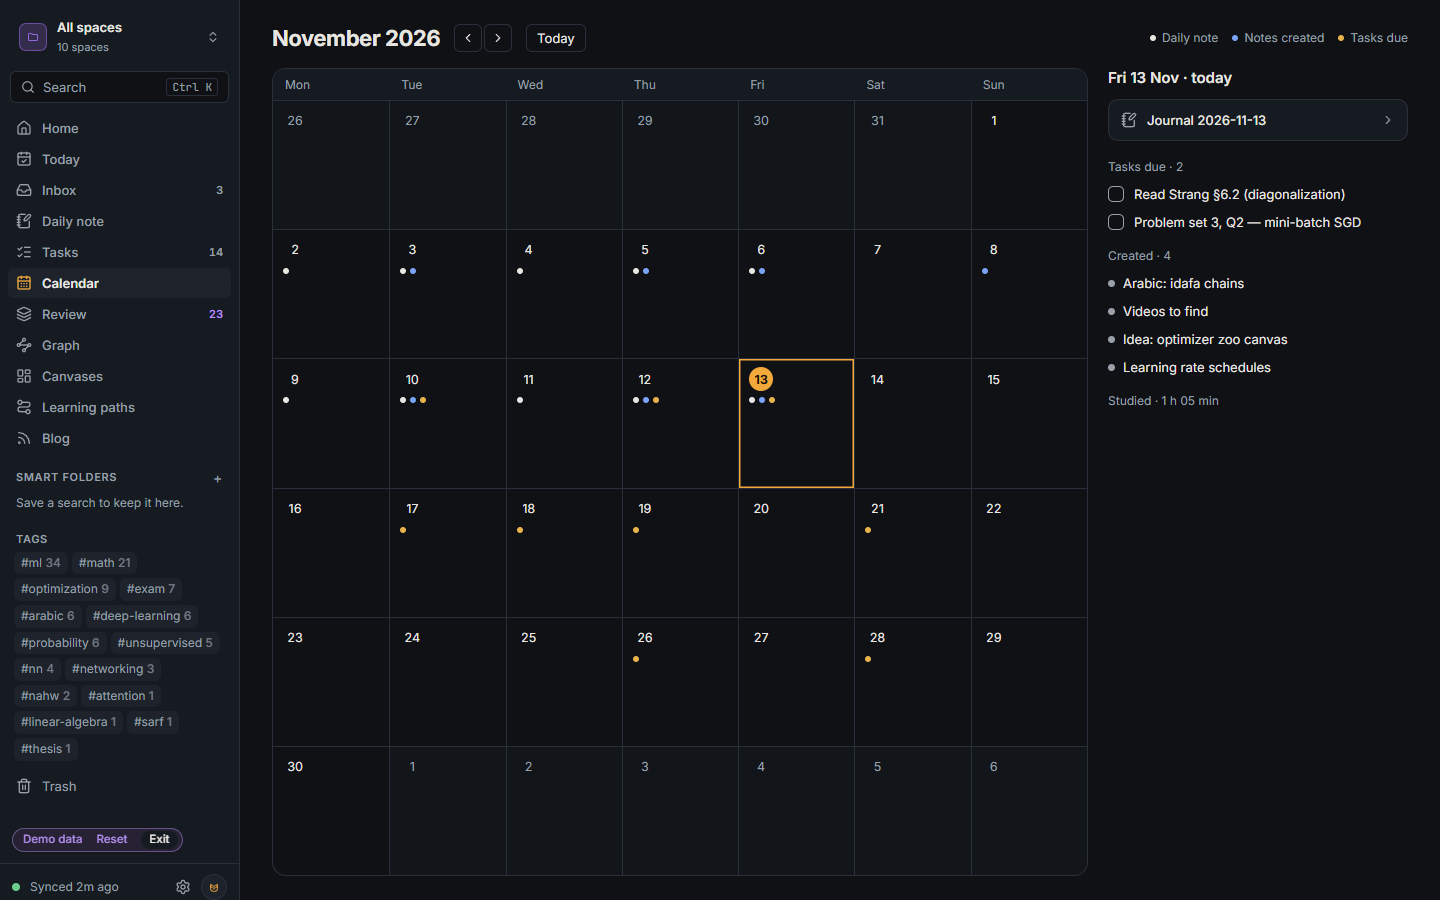 All spaces
10 spaces
Search Ctrl K
Home
Today
Inbox 3
Daily note
Tasks 14
Calendar
Review 23
Graph
Canvases
Learning paths
Blog
SMART FOLDERS +
Save a search to keep it here.
TAGS
#ml 34 #math 21
#optimization 9 #exam 7
#arabic 6 #deep-learning 6
#probability 6 #unsupervised 5
#nn 4 #networking 3
#nahw 2 #attention 1
#linear-algebra 1 #sarf 1
#thesis 1
Trash
Demo data Reset Exit
Synced 2m ago
November 2026 Today
Daily note Notes created Tasks due
Mon Tue Wed Thu Fri Sat Sun
26 27 28 29 30 31 1
2 3 4 5 6 7 8
9 10 11 12 13 14 15
16 17 18 19 20 21 22
23 24 25 26 27 28 29
30 1 2 3 4 5 6
Fri 13 Nov · today
Journal 2026-11-13
Tasks due · 2
Read Strang §6.2 (diagonalization)
Problem set 3, Q2 — mini-batch SGD
Created · 4
Arabic: idafa chains
Videos to find
Idea: optimizer zoo canvas
Learning rate schedules
Studied · 1 h 05 min